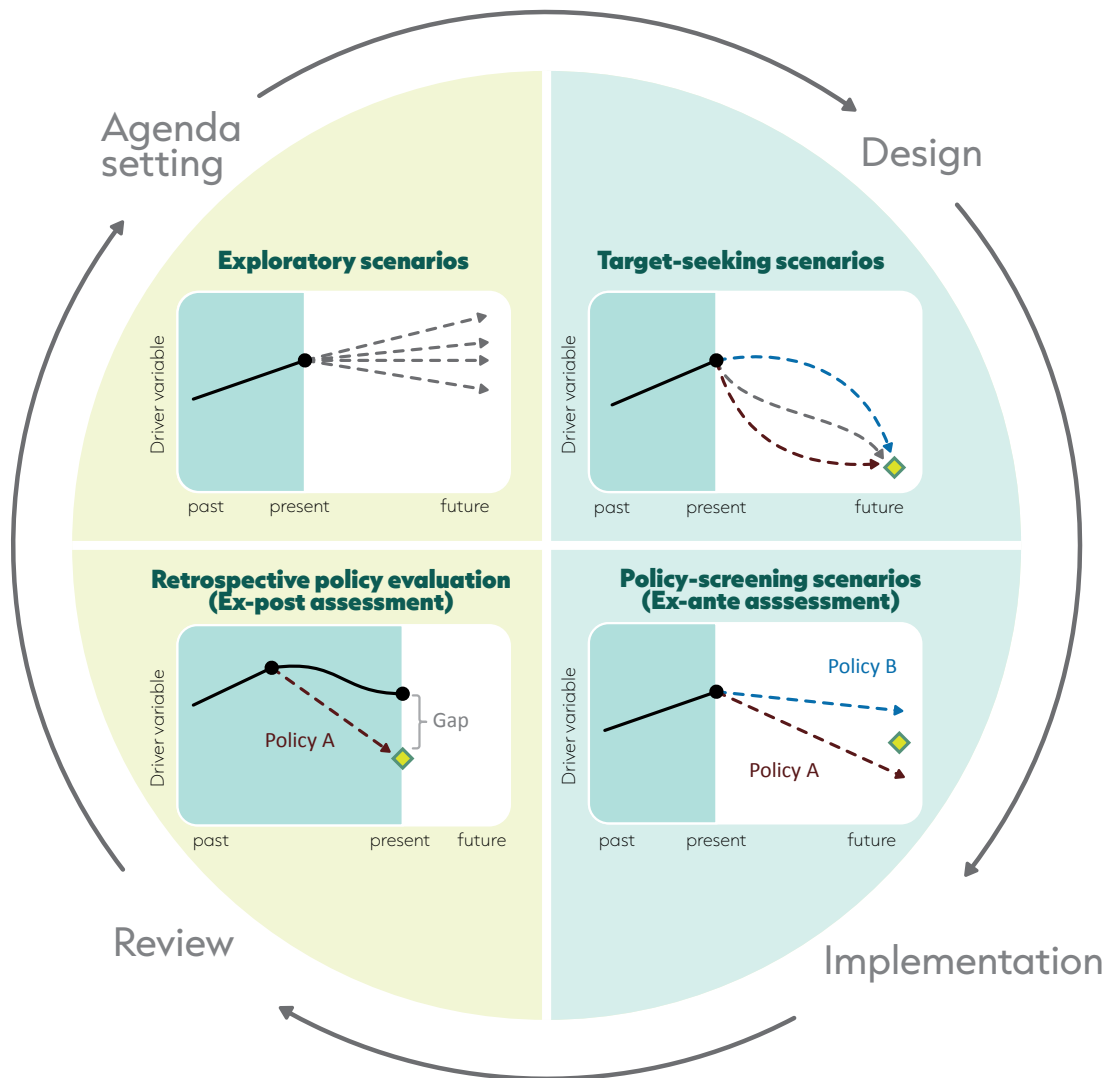 Agenda
setting
Design
Exploratory scenarios
Driver variable
past
present
future
Target-seeking scenarios
Driver variable
past
present
future
Retrospective policy evaluation
(Ex-post assessment)
Driver variable
Policy A
Gap
past
present
future
Policy-screening scenarios
(Ex-ante asssessment)
Driver variable
Policy B
Policy A
past
present
future
Review
Implementation